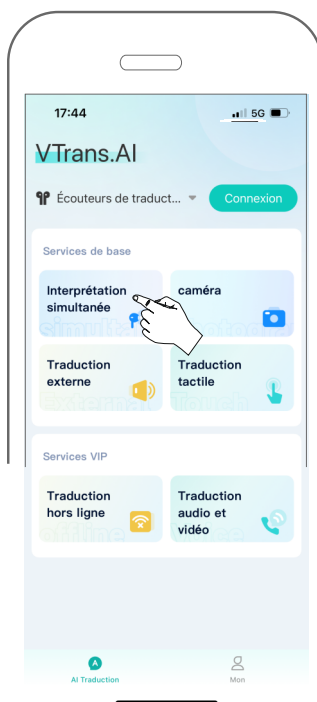 17:44
5G
VTrans.AI
Écouteurs de traduct...
Connexion
Services de base
Interprétation
simultanée
caméra
Traduction
externe
Traduction
tactile
Services VIP
Traduction
hors ligne
Traduction
audio et
vidéo
offline
AI Traduction
Mon